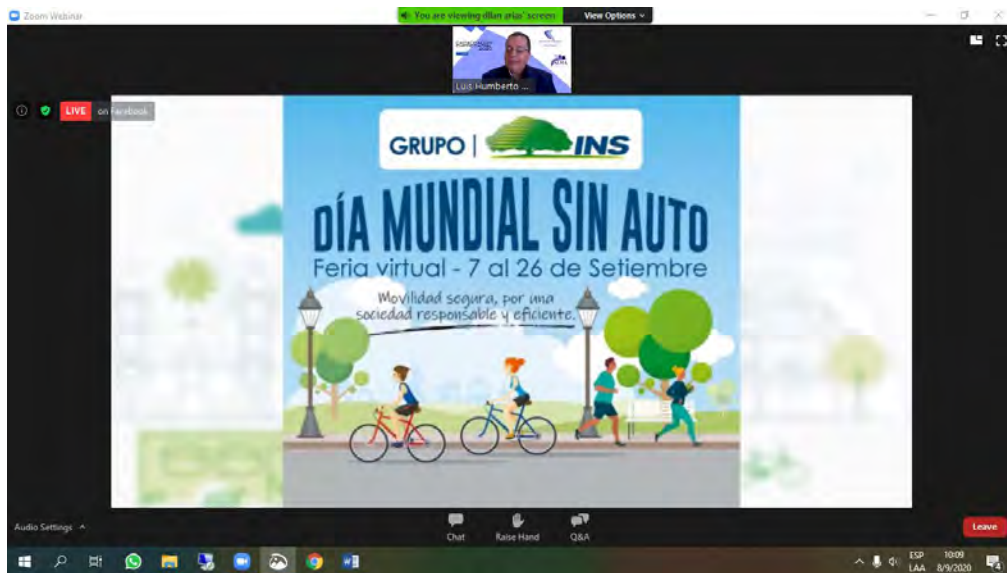 Zoom Webinar
You are viewing dilan arias' screen
View Options
Luis Humberto ...
LIVE on Facebook
GRUPO | INS
DÍA MUNDIAL SIN AUTO
Feria virtual - 7 al 26 de Setiembre
Movilidad segura, por una
sociedad responsable y eficiente.
Audio Settings
Chat
Raise Hand
Q&A
Leave
ESP
10:09
LAA
8/9/2020